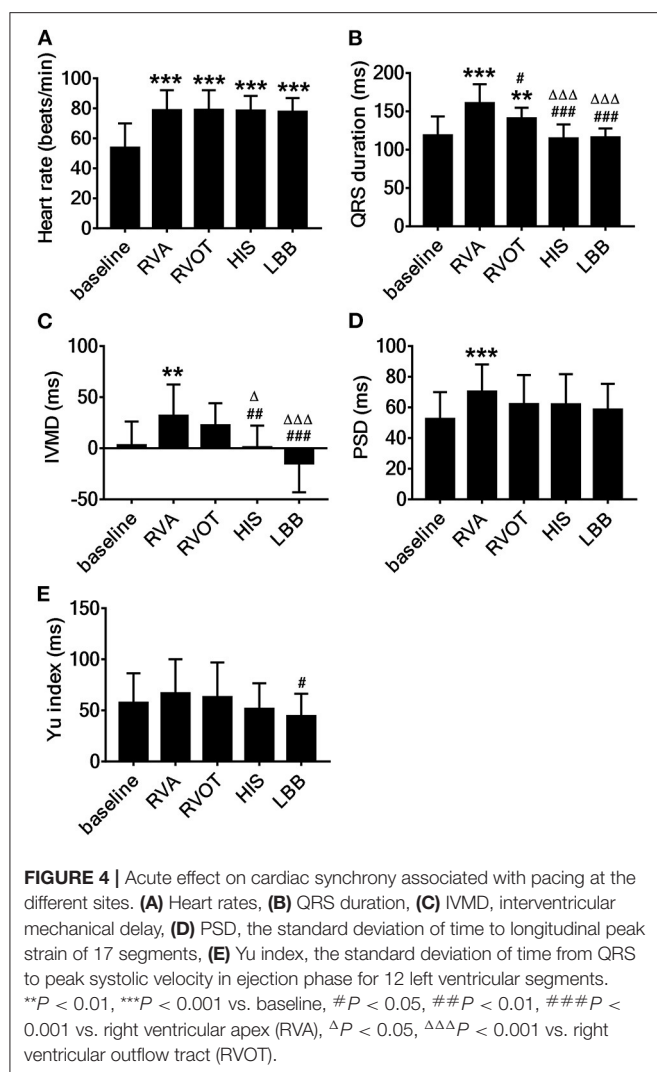 A
Heart rate (beats/min)
100
80
60
40
20
0
*** *** *** ***
baseline RVA RVOT HIS LBB
B
QRS duration (ms)
200
150
100
50
0
***
#
**
ΔΔΔ
###
ΔΔΔ
###
baseline RVA RVOT HIS LBB
C
IVMD (ms)
100
50
0
-50
**
Δ
##
ΔΔΔ
###
baseline RVA RVOT HIS LBB
D
PSD (ms)
100
80
60
40
20
0
***
baseline RVA RVOT HIS LBB
E
Yu index (ms)
150
100
50
0
#
baseline RVA RVOT HIS LBB
FIGURE 4 | Acute effect on cardiac synchrony associated with pacing at the
different sites. (A) Heart rates, (B) QRS duration, (C) IVMD, interventricular
mechanical delay, (D) PSD, the standard deviation of time to longitudinal peak
strain of 17 segments, (E) Yu index, the standard deviation of time from QRS
to peak systolic velocity in ejection phase for 12 left ventricular segments.
**P < 0.01, ***P < 0.001 vs. baseline, #P < 0.05, ##P < 0.01, ###P <
0.001 vs. right ventricular apex (RVA), ΔP < 0.05, ΔΔΔP < 0.001 vs. right
ventricular outflow tract (RVOT).